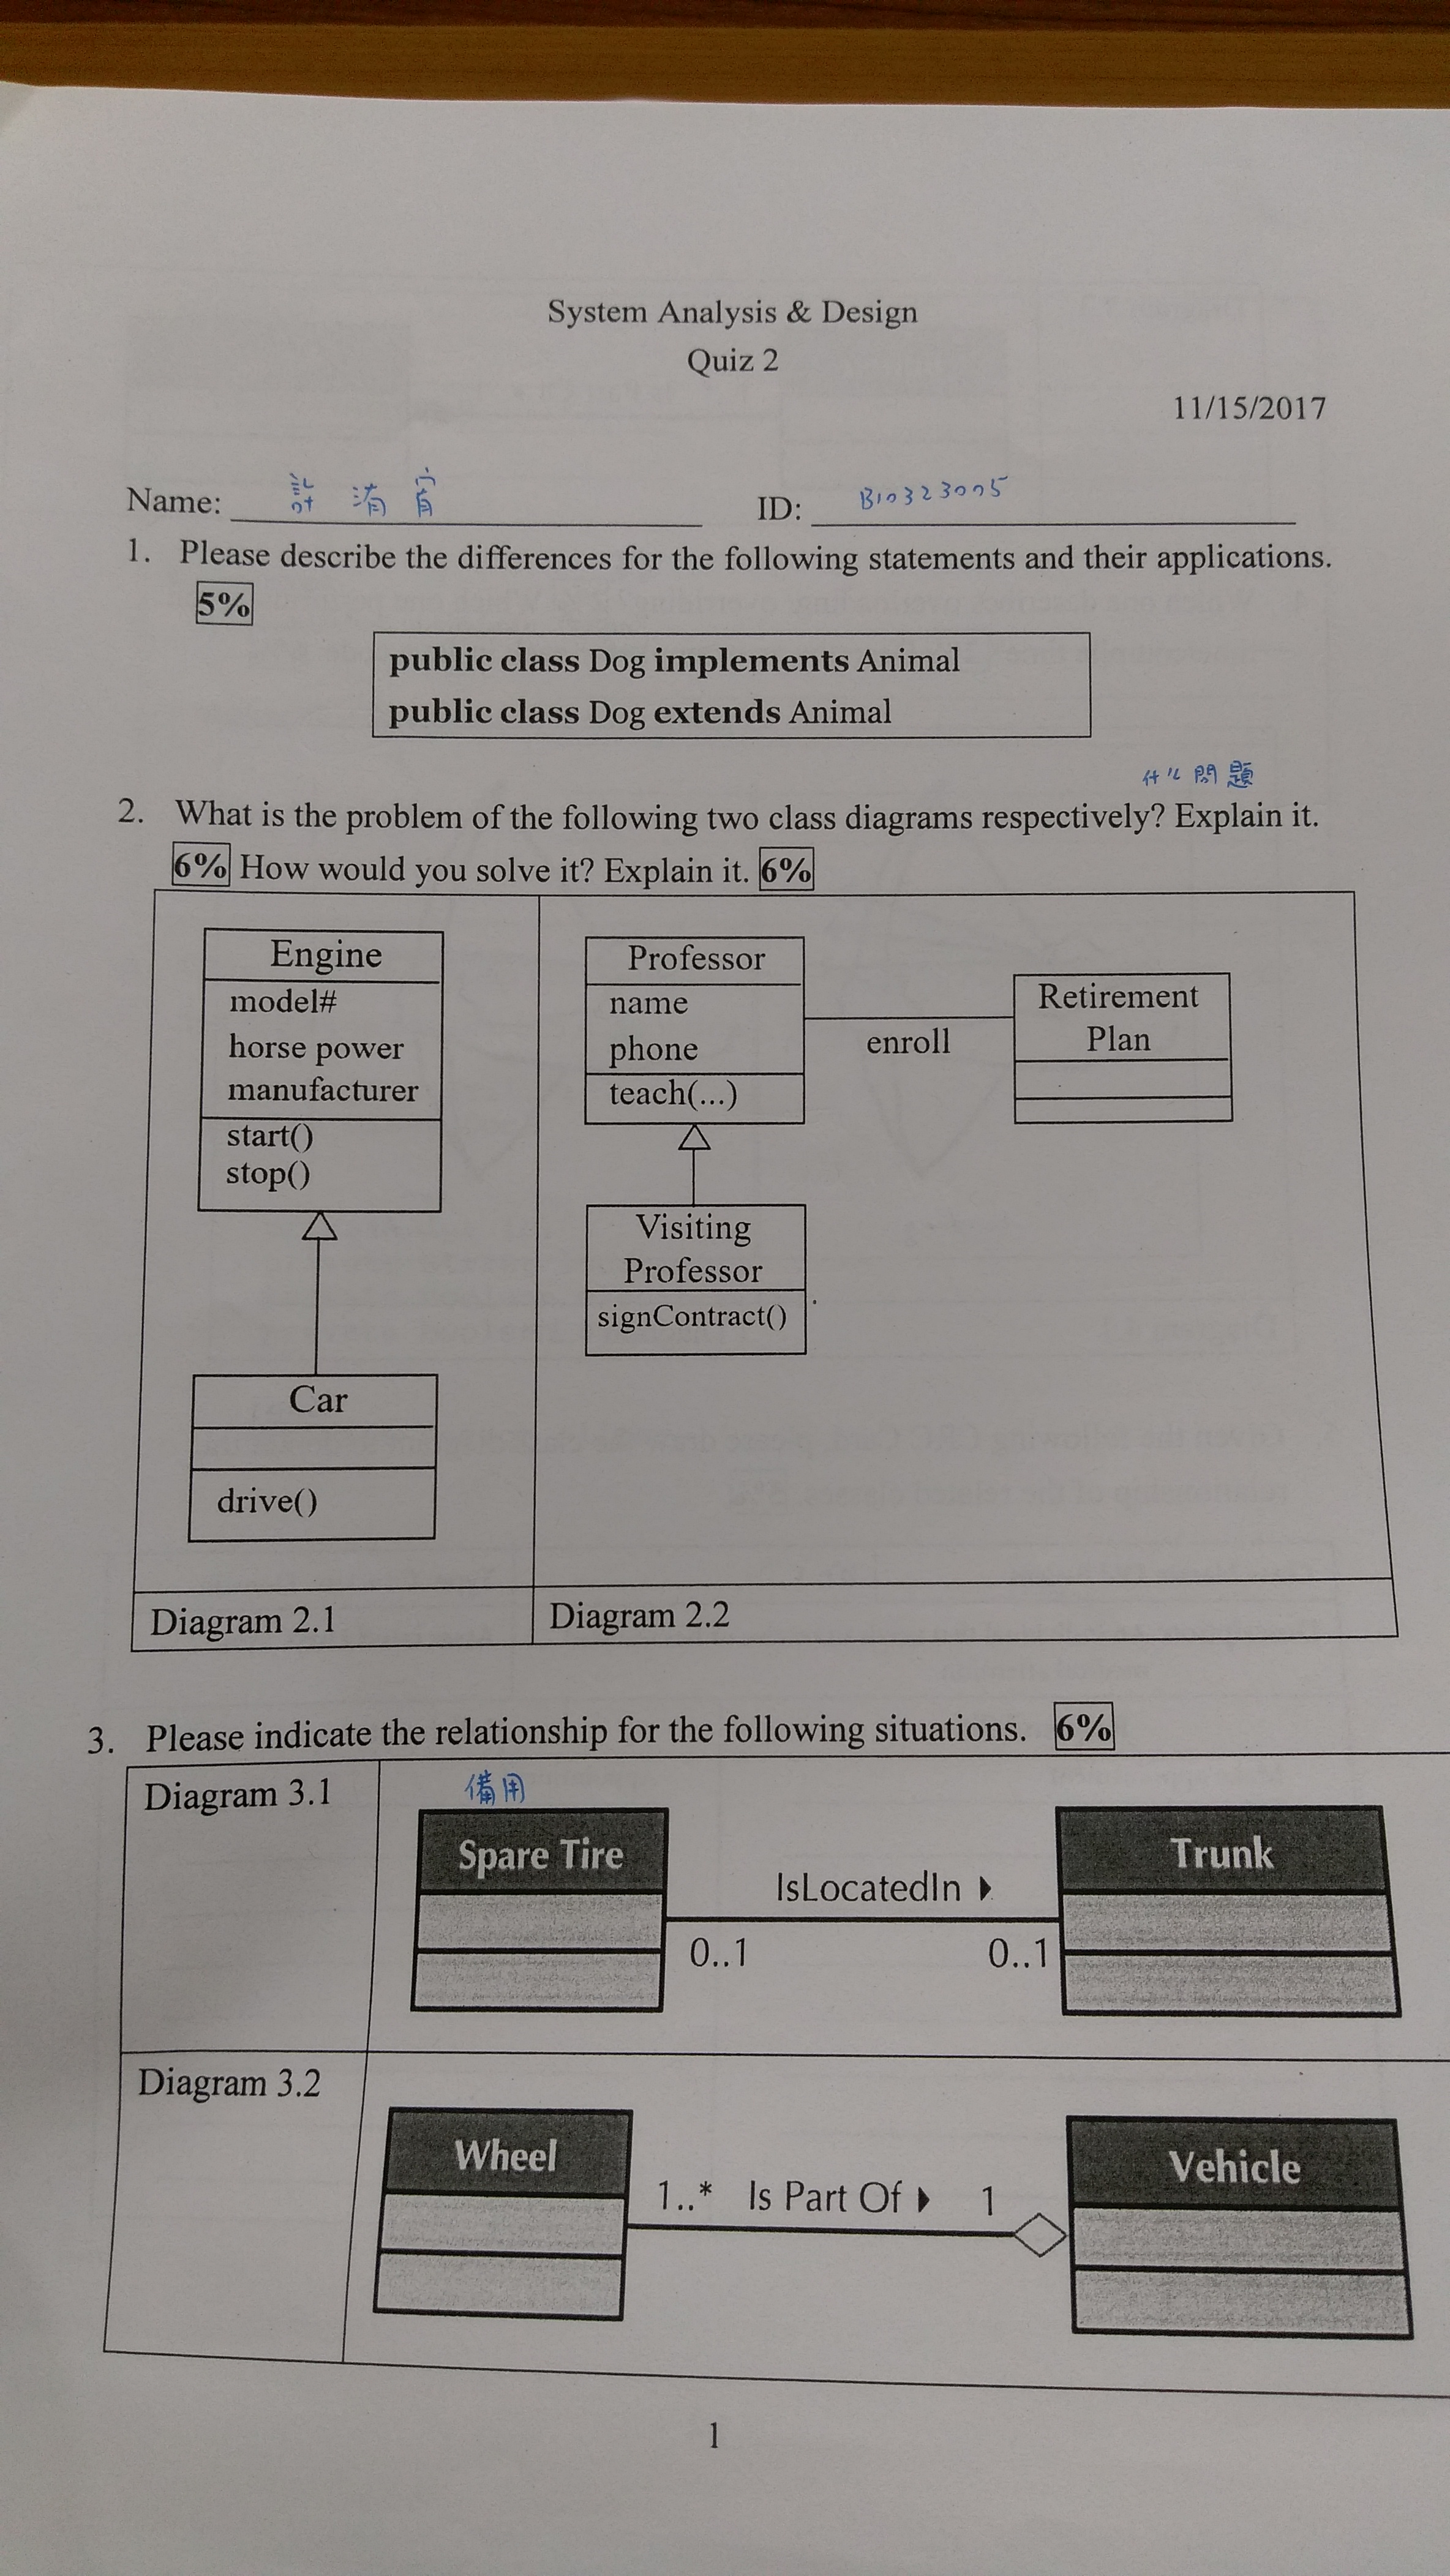 System Analysis & Design
Quiz 2
11/15/2017
Name: 許 淯 ID: B10323005
1. Please describe the differences for the following statements and their applications.
5%
public class Dog implements Animal
public class Dog extends Animal
什么問題
2. What is the problem of the following two class diagrams respectively? Explain it.
6% How would you solve it? Explain it. 6%
Engine
model#
horse power
manufacturer
start()
stop()
Car
drive()
Professor
name
phone
teach(...)
enroll
Retirement
Plan
Visiting
Professor
signContract()
Diagram 2.1
Diagram 2.2
3. Please indicate the relationship for the following situations. 6%
Diagram 3.1
備用
Spare Tire
IsLocatedIn
Trunk
0..1
0..1
Diagram 3.2
Wheel
1..* Is Part Of 1
Vehicle
1